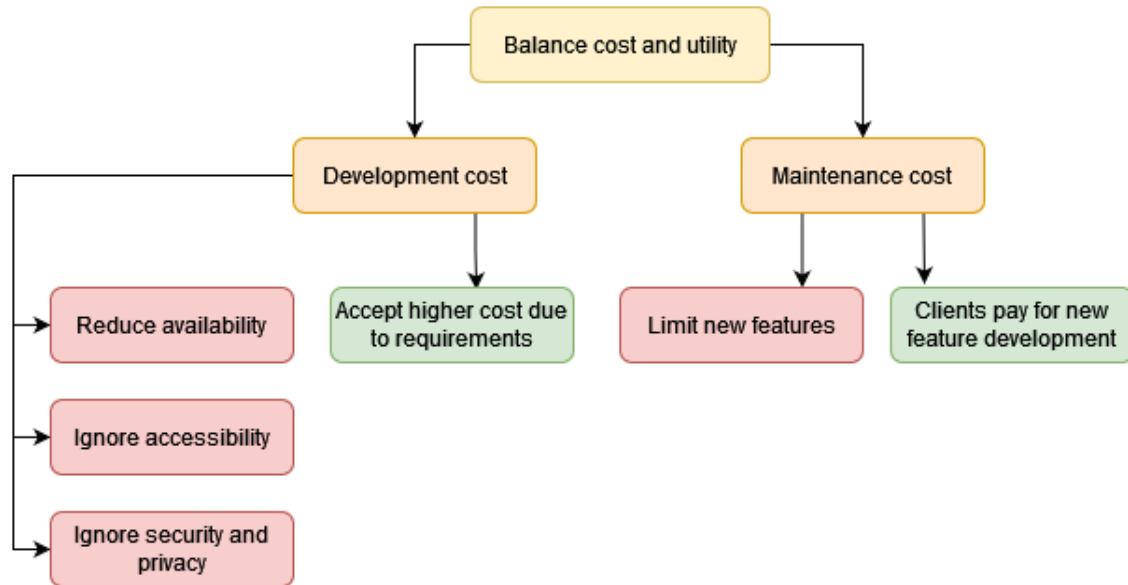 Balance cost and utility
Development cost
Maintenance cost
Reduce availability
Accept higher cost due
to requirements
Limit new features
Clients pay for new
feature development
Ignore accessibility
Ignore security and
privacy